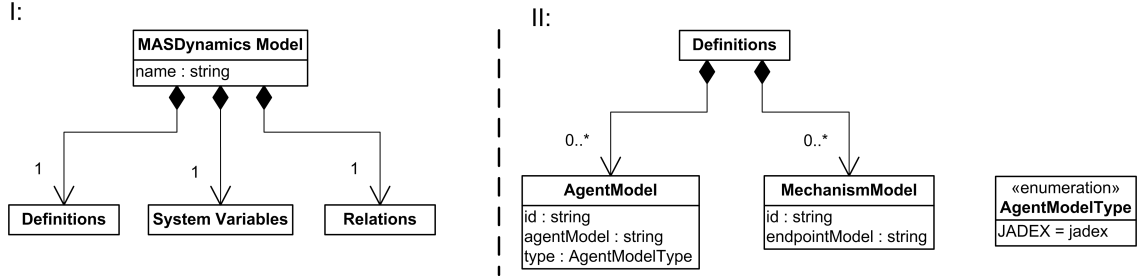 I:
MASDynamics Model
name : string
1
1
1
Definitions
System Variables
Relations
II:
Definitions
0..*
0..*
AgentModel
id : string
agentModel : string
type : AgentModelType
MechanismModel
id : string
endpointModel : string
«enumeration»
AgentModelType
JADEX = jadex